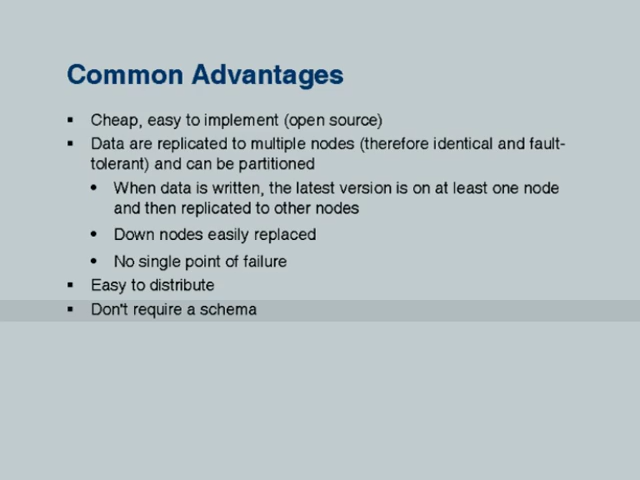 Common Advantages
▪ Cheap, easy to implement (open source)
▪ Data are replicated to multiple nodes (therefore identical and fault-
tolerant) and can be partitioned
• When data is written, the latest version is on at least one node
and then replicated to other nodes
• Down nodes easily replaced
• No single point of failure
▪ Easy to distribute
▪ Don't require a schema